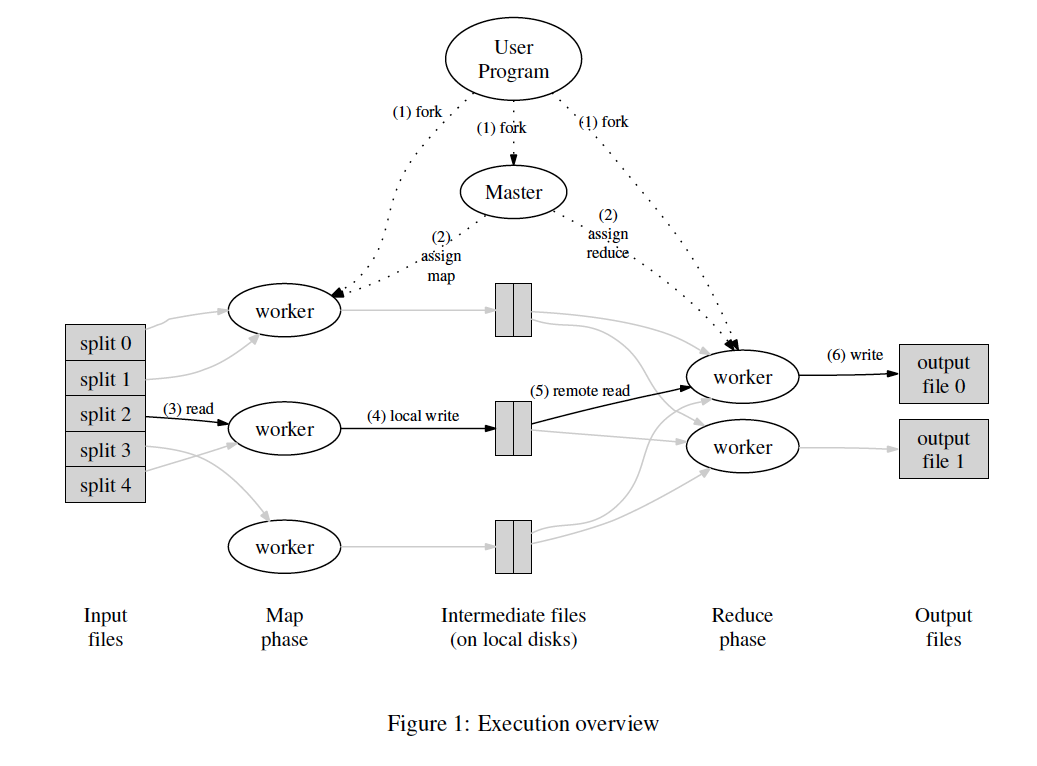 User
Program
(1) fork
(1) fork
(1) fork
Master
(2)
assign
map
(2)
assign
reduce
worker
split 0
split 1
split 2
split 3
split 4
(3) read
worker
(4) local write
(5) remote read
worker
worker
(6) write
output
file 0
worker
output
file 1
Input
files
Map
phase
Intermediate files
(on local disks)
Reduce
phase
Output
files
Figure 1: Execution overview